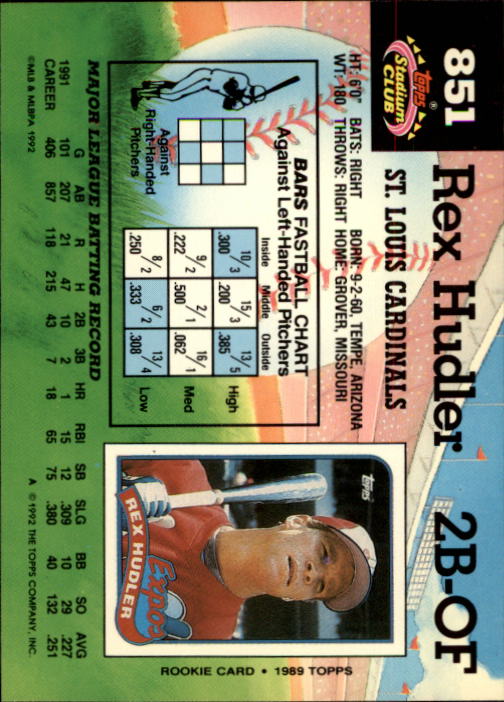 851
Topps
Stadium
CLUB
Rex Hudler 2B-OF
ST. LOUIS CARDINALS
HT: 6'0" BATS: RIGHT BORN: 9-2-60, TEMPE, ARIZONA
WT: 180 THROWS: RIGHT HOME: GROVER, MISSOURI
BARS FASTBALL CHART
Against Left-Handed Pitchers
Inside Middle Outside
10/3 15/3 13/5
.300 .200 .385 High
9/2 2/1 16/1
.222 .500 .062 Med
8/2 6/2 13/4
.250 .333 .308 Low
Against
Right-Handed
Pitchers
topps
Expos
REX HUDLER
ROOKIE CARD • 1989 TOPPS
MAJOR LEAGUE BATTING RECORD
G AB R H 2B 3B HR RBI SB SLG BB SO AVG
1991 101 207 21 47 10 2 1 15 12 .309 10 29 .227
CAREER 406 857 118 215 43 7 18 65 75 .380 40 132 .251
©MLB & MLBPA 1992
A © 1992 THE TOPPS COMPANY, INC.